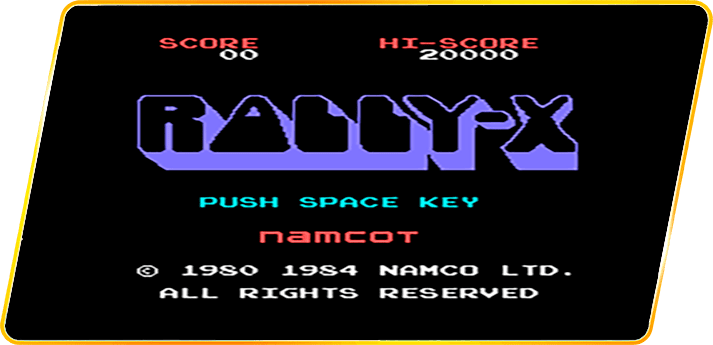 SCORE HI-SCORE
00 20000
RALLY-X
PUSH SPACE KEY
namcoT
© 1980 1984 NAMCO LTD.
ALL RIGHTS RESERVED